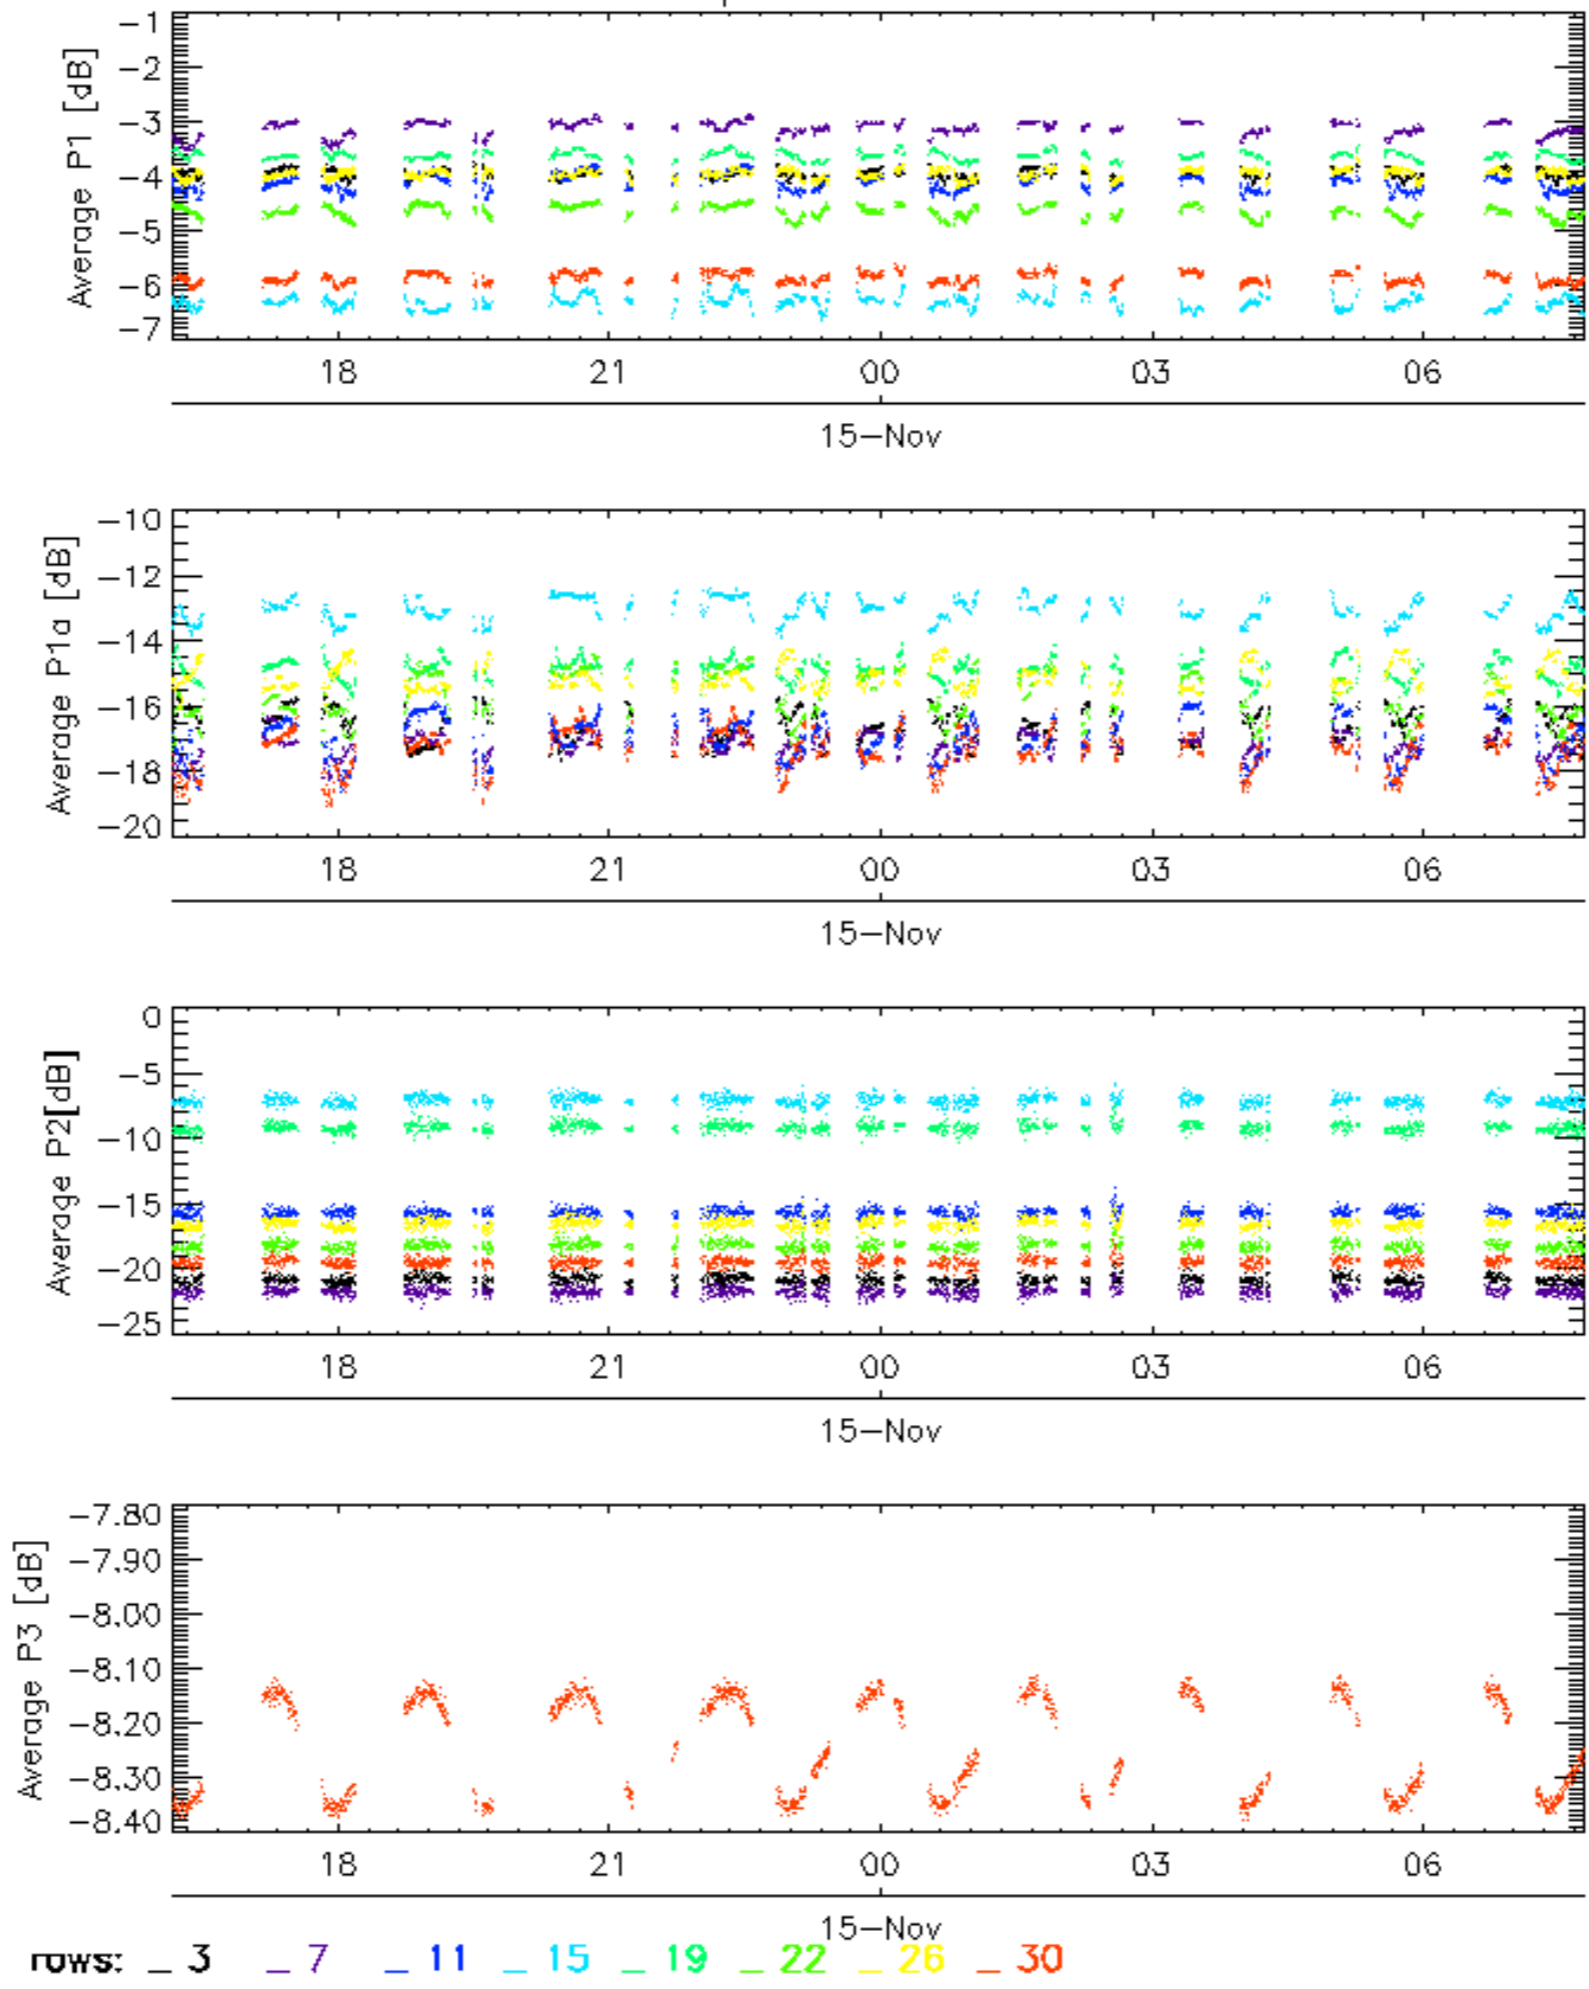 Average P1 [dB]
-1
-2
-3
-4
-5
-6
-7
18 21 00 03 06
15-Nov
Average P1a [dB]
-10
-12
-14
-16
-18
-20
18 21 00 03 06
15-Nov
Average P2[dB]
0
-5
-10
-15
-20
-25
18 21 00 03 06
15-Nov
Average P3 [dB]
-7.80
-7.90
-8.00
-8.10
-8.20
-8.30
-8.40
18 21 00 03 06
15-Nov
rows: _ 3 _ 7 _ 11 _ 15 _ 19 _ 22 _ 26 _ 30